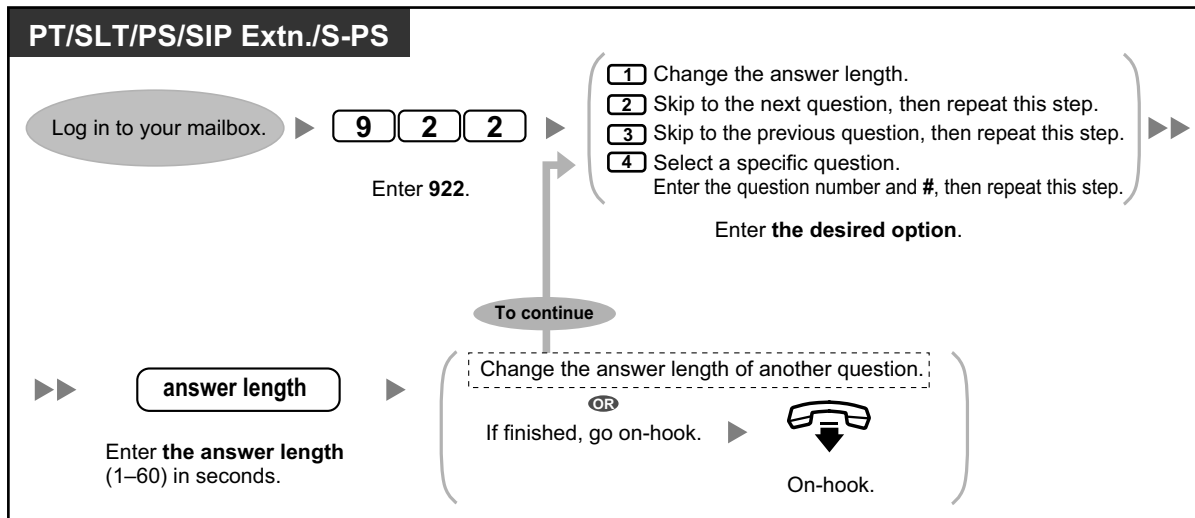 PT/SLT/PS/SIP Extn./S-PS
Log in to your mailbox.
9 2 2
Enter 922.
1 Change the answer length.
2 Skip to the next question, then repeat this step.
3 Skip to the previous question, then repeat this step.
4 Select a specific question.
Enter the question number and #, then repeat this step.
Enter the desired option.
To continue
answer length
Enter the answer length
(1–60) in seconds.
Change the answer length of another question.
OR
If finished, go on-hook.
On-hook.